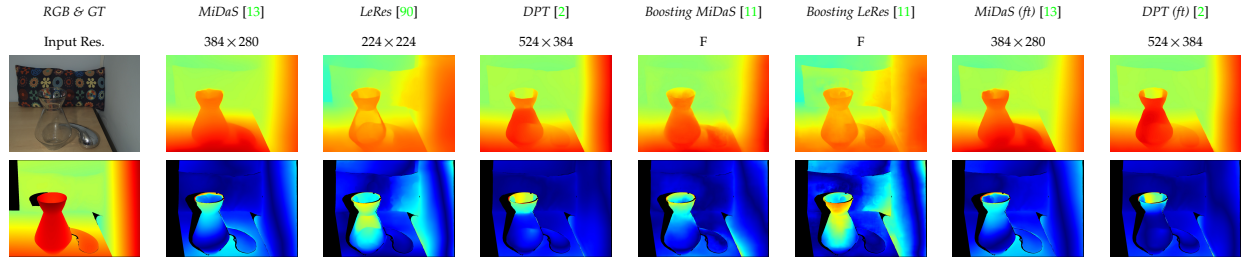 RGB & GT MiDaS [13] LeRes [90] DPT [2] Boosting MiDaS [11] Boosting LeRes [11] MiDaS (ft) [13] DPT (ft) [2]
Input Res. 384 × 280 224 × 224 524 × 384 F F 384 × 280 524 × 384